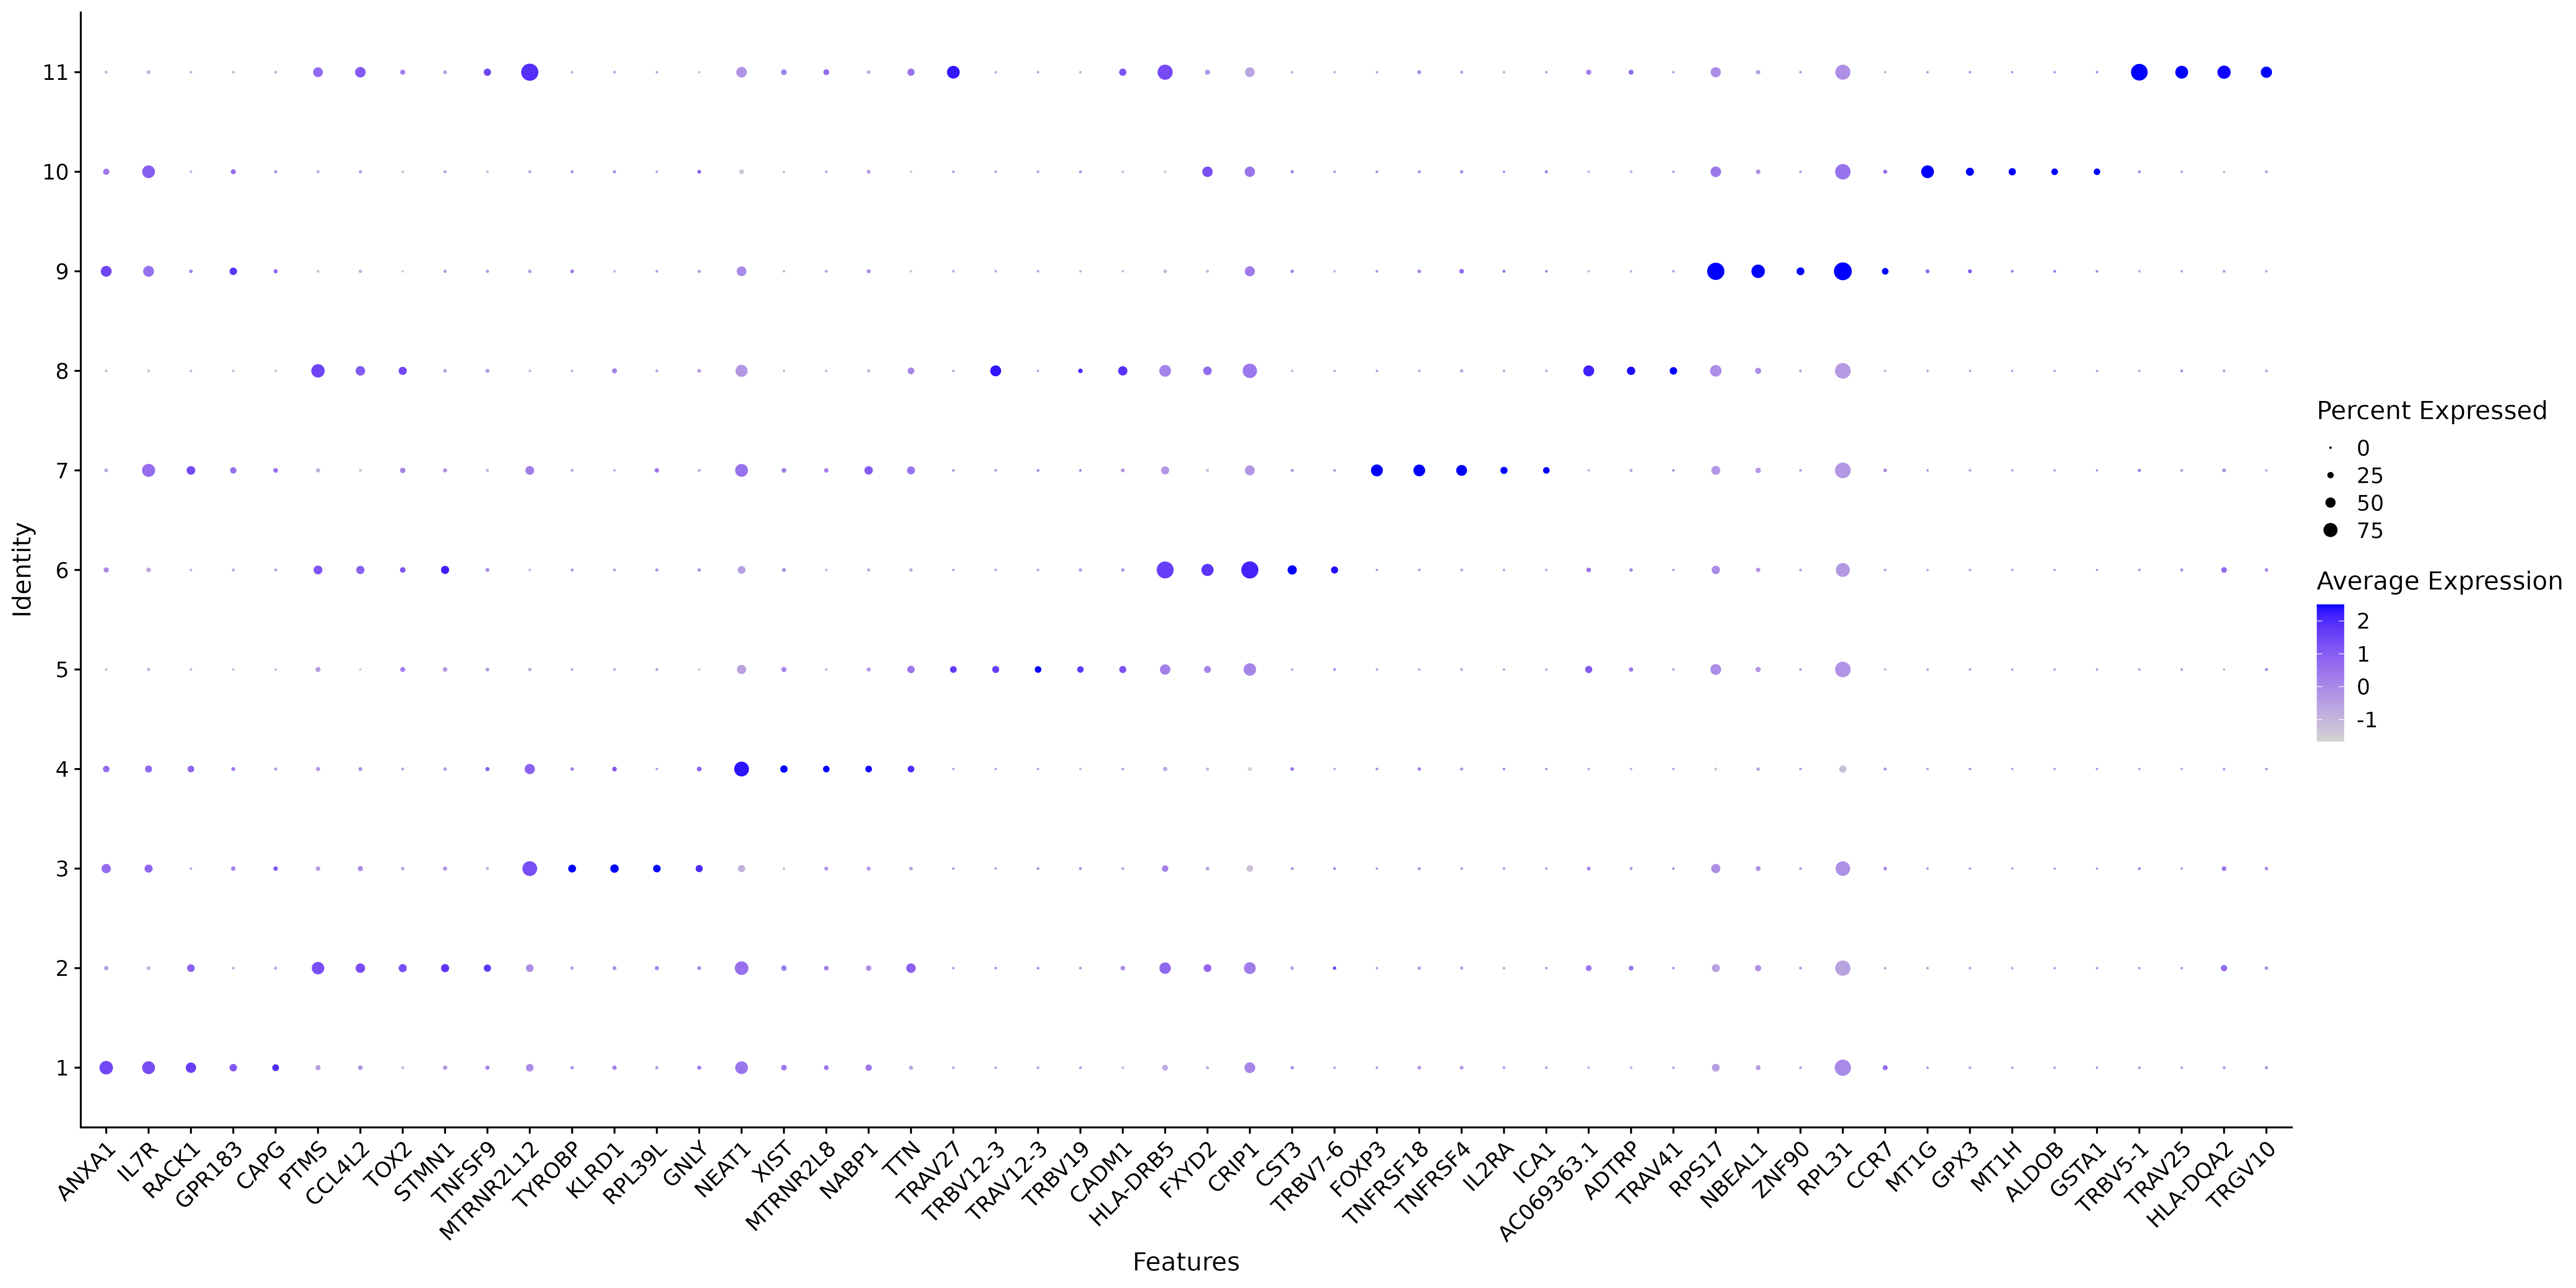 11
10
9
8
7
6
5
4
3
2
1
Identity
ANXA1
IL7R
RACK1
GPR183
CAPG
PTMS
CCL4L2
TOX2
STMN1
TNFSF9
MTRNR2L12
TYROBP
KLRD1
RPL39L
GNLY
NEAT1
XIST
MTRNR2L8
NABP1
TTN
TRAV27
TRBV12-3
TRAV12-3
TRBV19
CADM1
HLA-DRB5
FXYD2
CRIP1
CST3
TRBV7-6
FOXP3
TNFRSF18
TNFRSF4
IL2RA
ICA1
AC069363.1
ADTRP
TRAV41
RPS17
NBEAL1
ZNF90
RPL31
CCR7
MT1G
GPX3
MT1H
ALDOB
GSTA1
TRBV5-1
TRAV25
HLA-DQA2
TRGV10
Features
Percent Expressed
0
25
50
75
Average Expression
2
1
0
-1